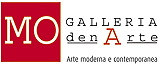 MO GALLERIA
denArte
Arte moderna e contemporanea